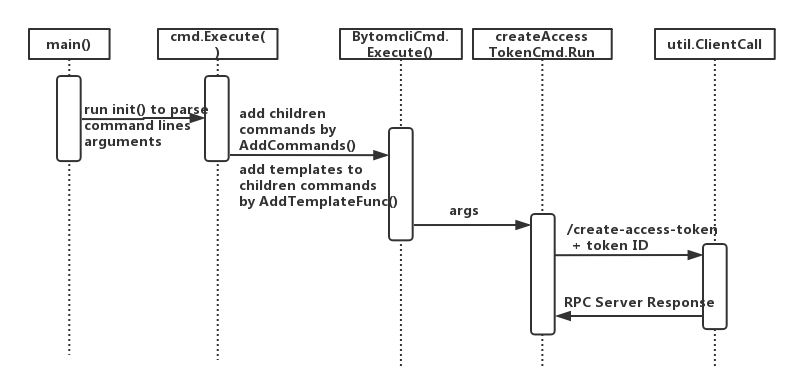 main()
cmd.Execute(
)
BytomcliCmd.
Execute()
createAccess
TokenCmd.Run
util.ClientCall
run init() to parse
command lines
arguments
add children
commands by
AddCommands()
add templates to
children commands
by AddTemplateFunc()
args
/create-access-token
+ token ID
RPC Server Response